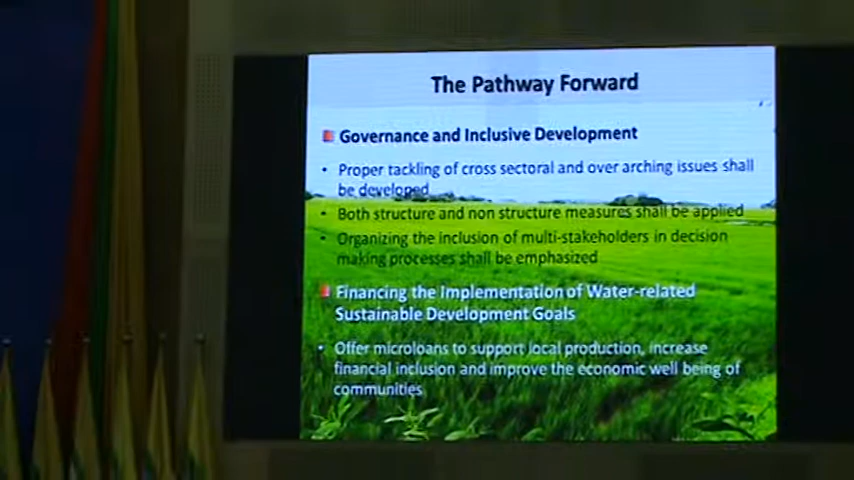 The Pathway Forward
Governance and Inclusive Development
• Proper tackling of cross sectoral and over arching issues shall
be developed
• Both structure and non structure measures shall be applied
• Organizing the inclusion of multi-stakeholders in decision
making processes shall be emphasized
Financing the Implementation of Water-related
Sustainable Development Goals
• Offer microloans to support local production, increase
financial inclusion and improve the economic well being of
communities